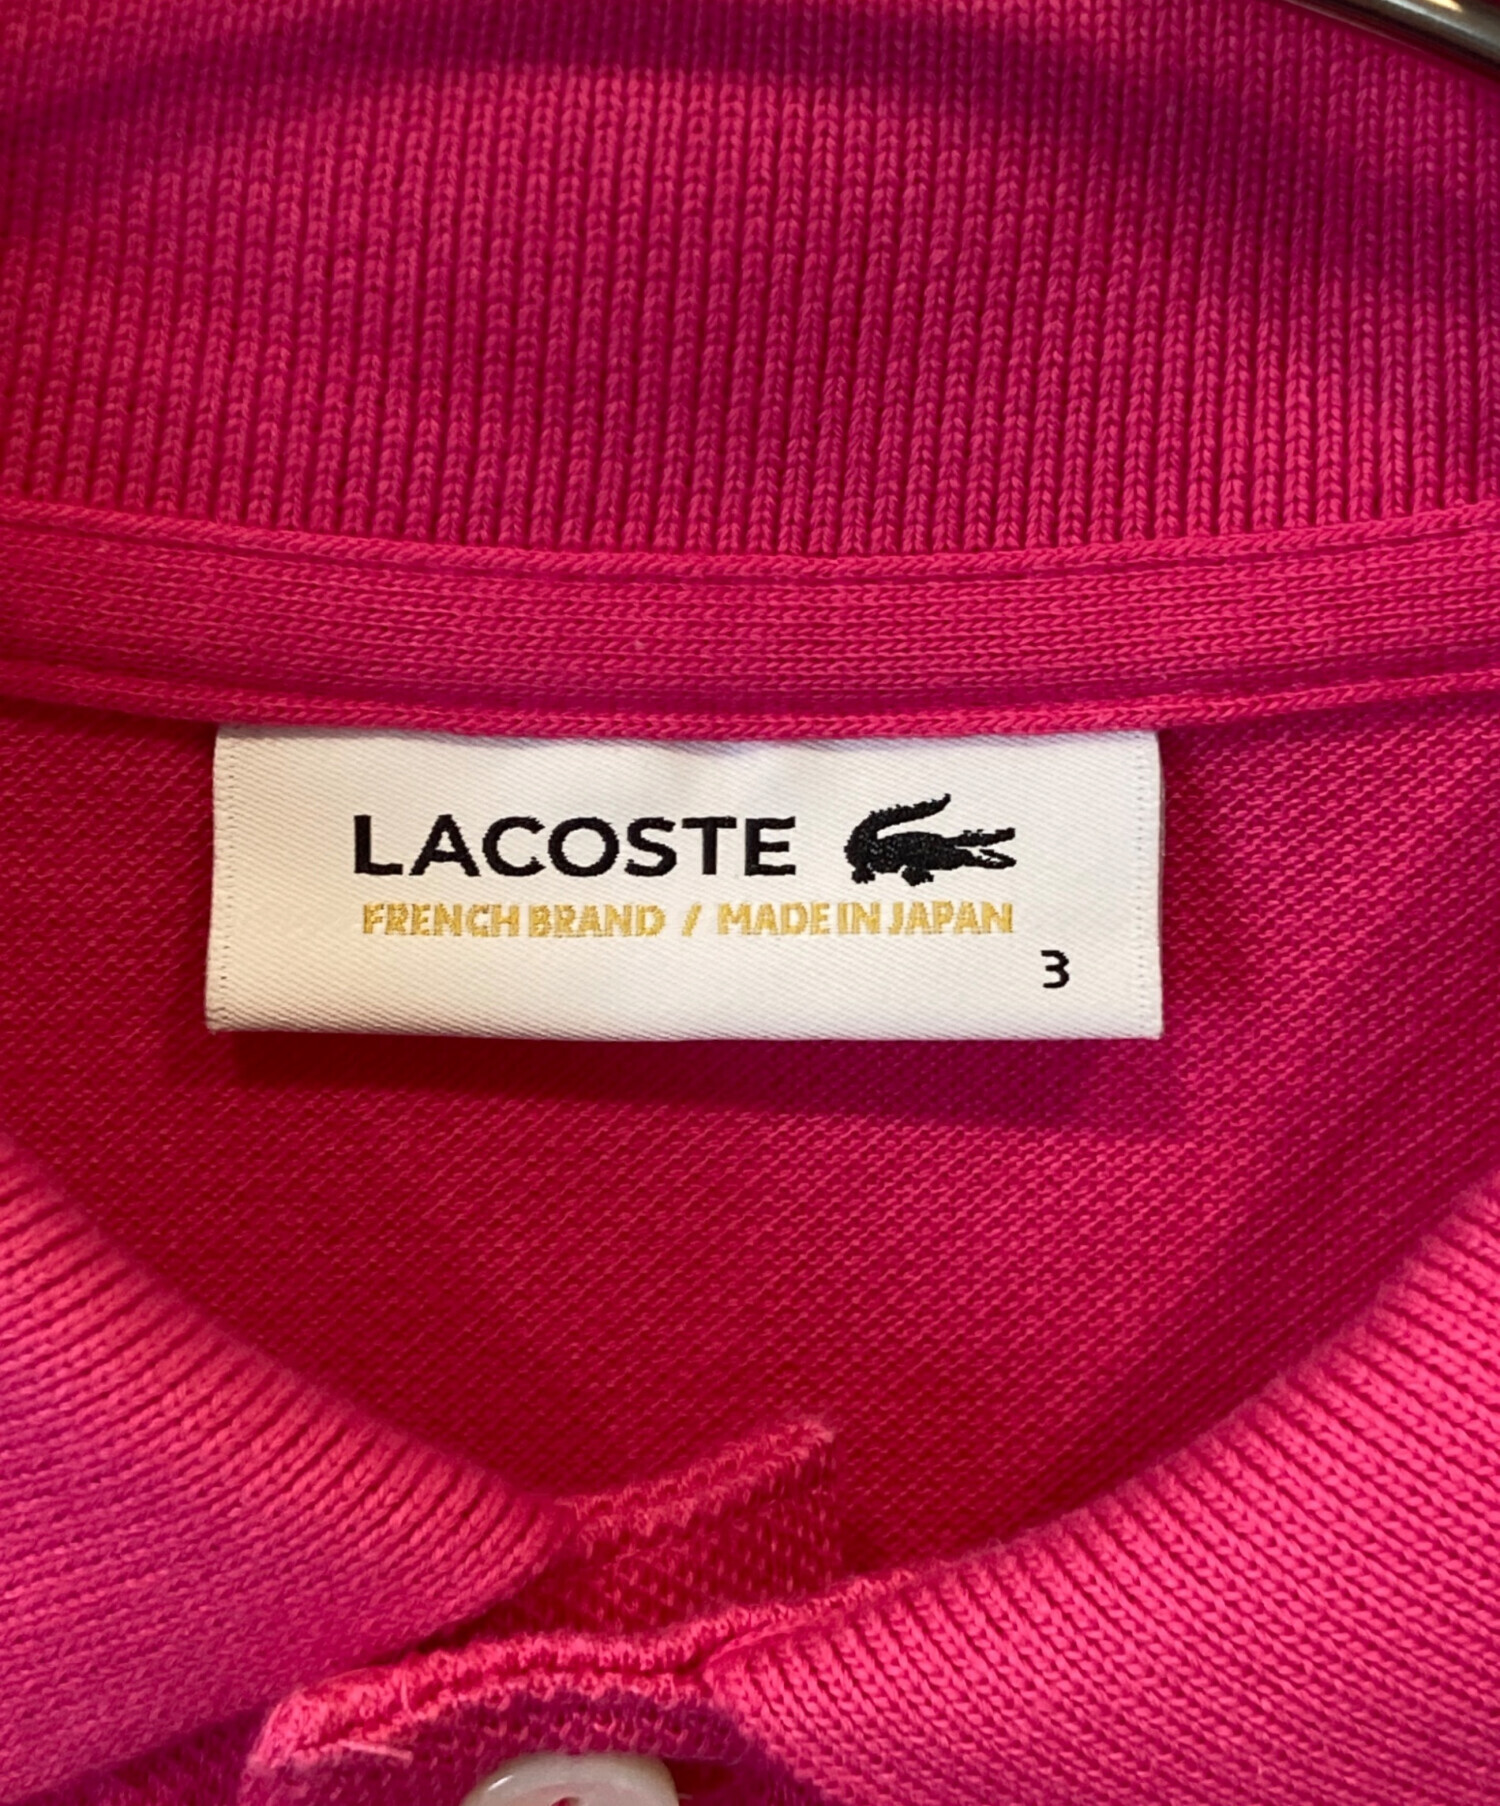 LACOSTE
FRENCH BRAND / MADE IN JAPAN
3